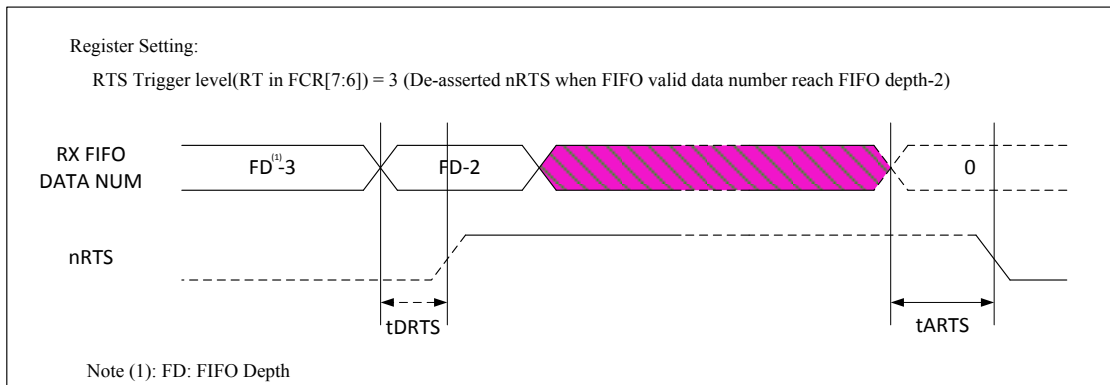 Register Setting:
RTS Trigger level(RT in FCR[7:6]) = 3 (De-asserted nRTS when FIFO valid data number reach FIFO depth-2)
RX FIFO
DATA NUM
FD(1)-3
FD-2
0
nRTS
tDRTS
tARTS
Note (1): FD: FIFO Depth